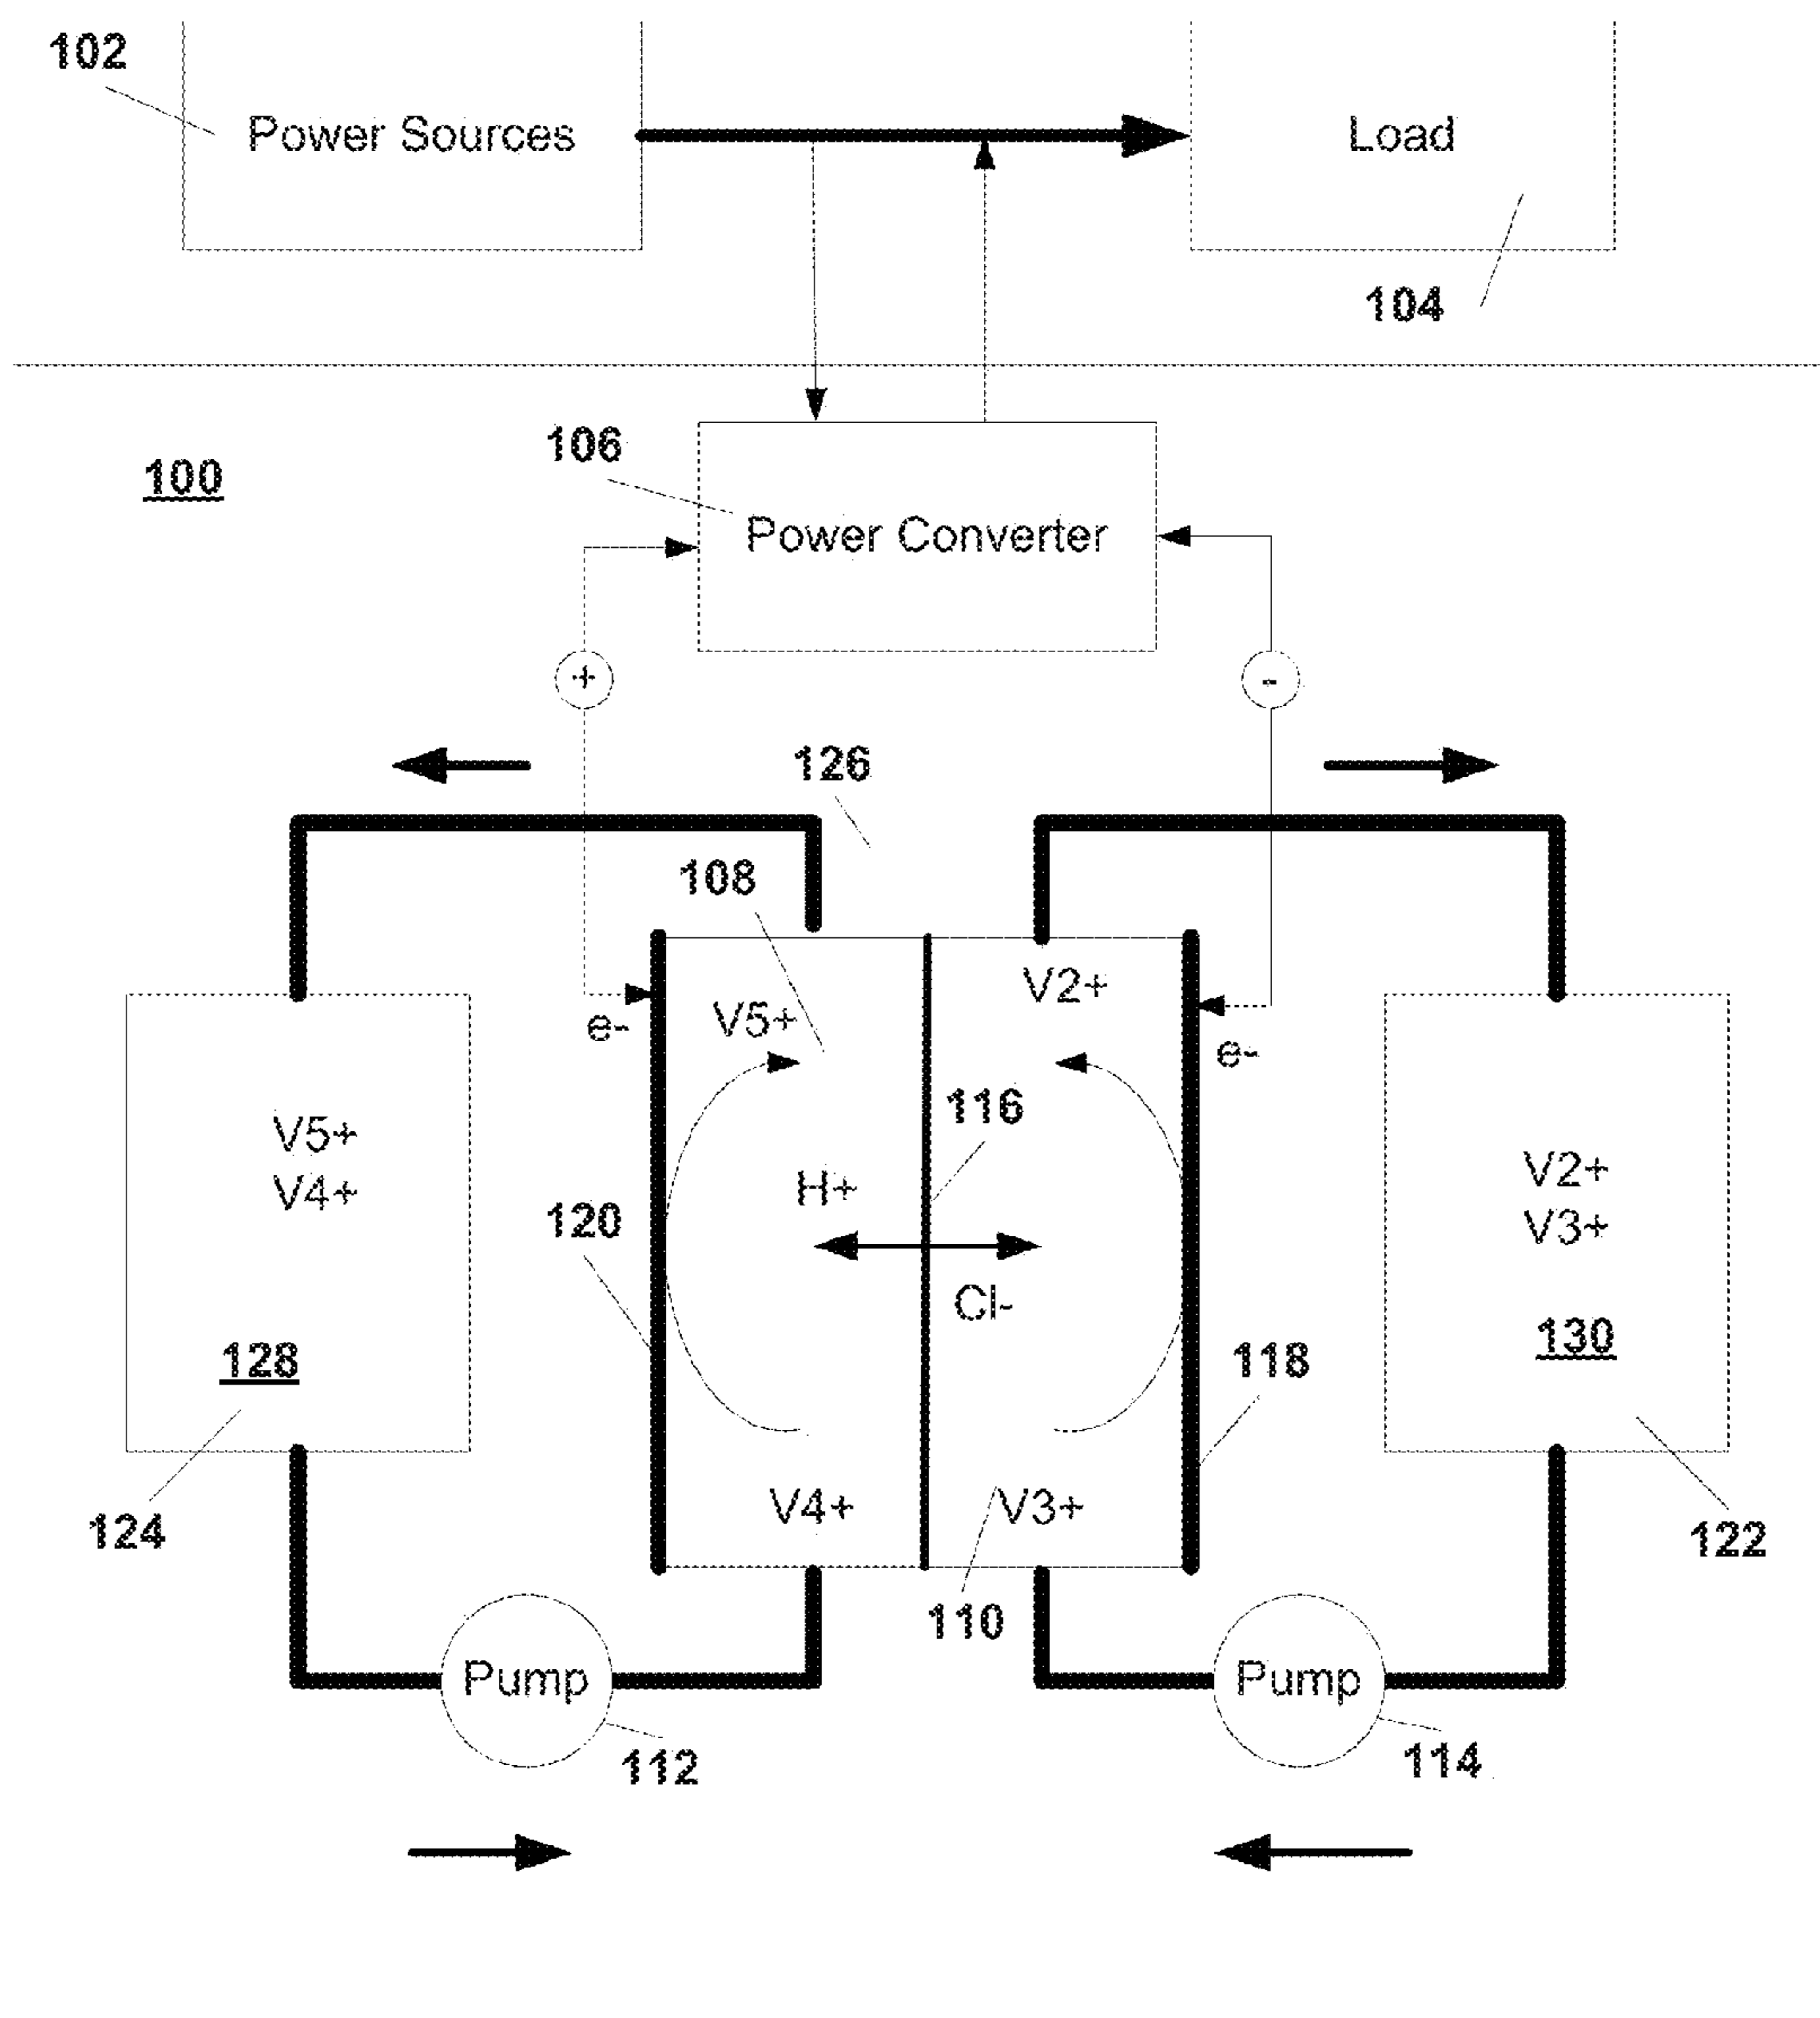 102
Power Sources
Load
104
106
100
Power Converter
+
-
126
108
V2+
V5+
e-
e-
116
V5+
V4+
H+
V2+
V3+
120
Cl-
128
130
118
V4+
V3+
124
122
110
Pump
Pump
112
114